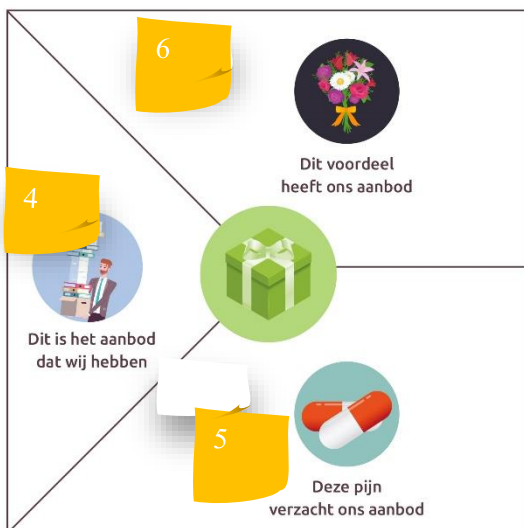 6
Dit voordeel
heeft ons aanbod
4
Dit is het aanbod
dat wij hebben
5
Deze pijn
verzacht ons aanbod